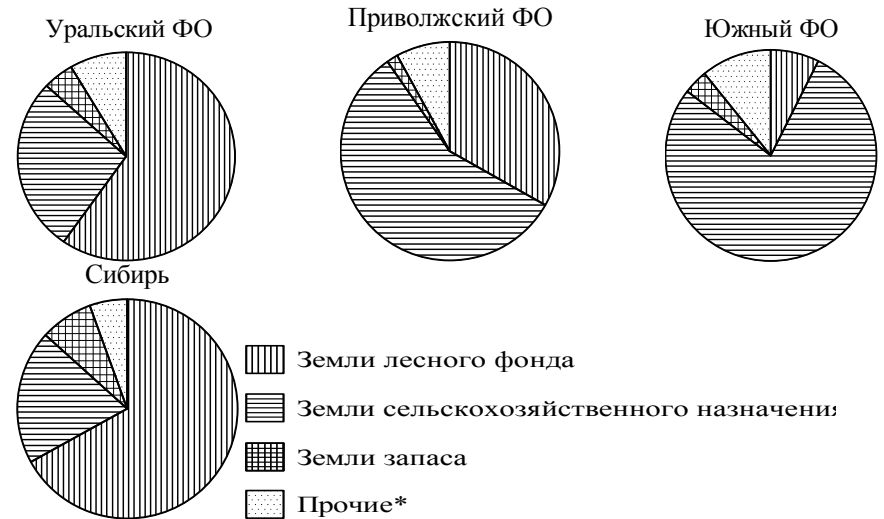 Уральский ФО
Приволжский ФО
Южный ФО
Сибирь
Земли лесного фонда
Земли сельскохозяйственного назначения
Земли запаса
Прочие*